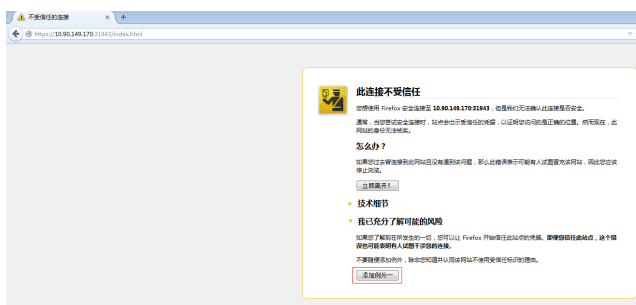 不受信任的连接
https://10.90.149.170:31943/index.html
此连接不受信任
您想使用 Firefox 安全连接至 10.90.149.170:31943，但是我们无法确认此连接是否安全。
通常，当您尝试安全连接时，站点会出示受信任的凭据，以证明您访问的是正确的位置。然而现在，此
网站的身份无法核实。
怎么办？
如果您过去曾连接到此网站且没有遇到该问题，那么此错误表示可能有人试图冒充该网站，因此您应该
停止浏览。
立即离开！
技术细节
我已充分了解可能的风险
如果您了解现在所发生的一切，您可以让 Firefox 开始信任此站点的凭据。即使您信任此站点，这个错
误也可能表明有人试图干涉您的连接。
不要随便添加例外，除非您知道并认同该网站不使用受信任标识的理由。
添加例外…